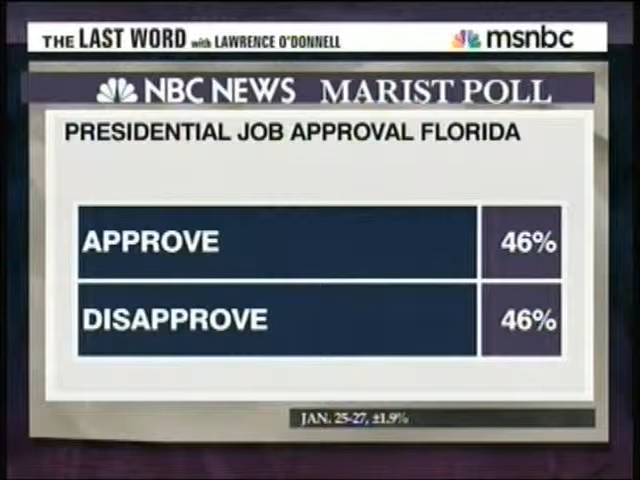 THE LAST WORD with LAWRENCE O'DONNELL msnbc
NBC NEWS MARIST POLL
PRESIDENTIAL JOB APPROVAL FLORIDA
APPROVE 46%
DISAPPROVE 46%
JAN. 25-27, ±1.9%